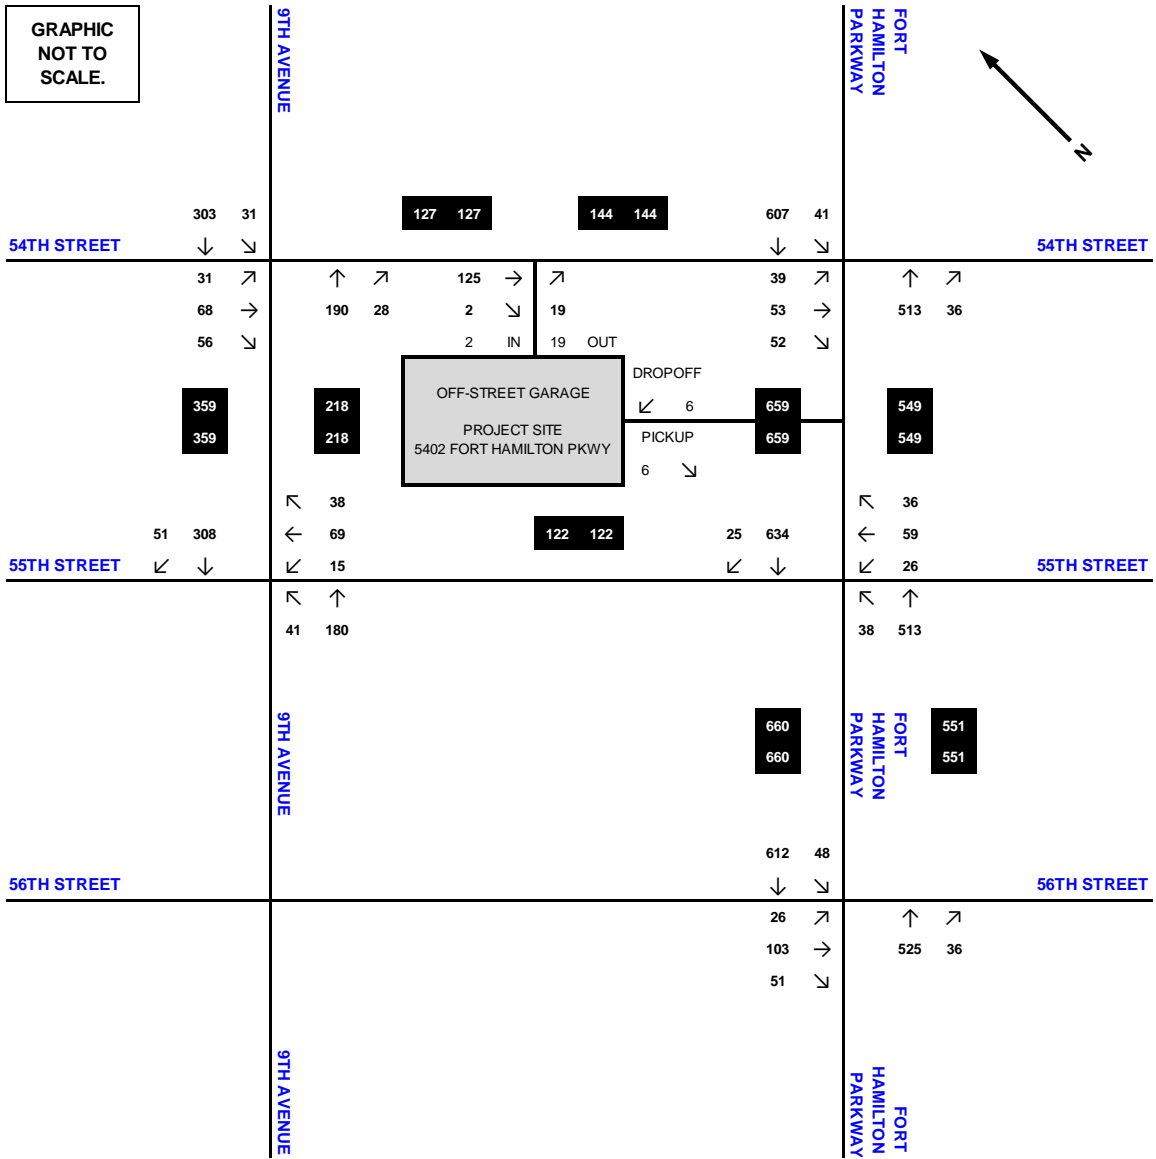 GRAPHIC
NOT TO
SCALE.
9TH AVENUE
FORT
HAMILTON
PARKWAY
N
303 31
127 127
144 144
607 41
54TH STREET
↓ ↘
↓ ↘
54TH STREET
31 ↗
↑ ↗
125 →
↗
39 ↗
↑ ↗
68 →
190 28
2 ↘
19
53 →
513 36
56 ↘
2 IN
19 OUT
52 ↘
DROPOFF
↙ 6
OFF-STREET GARAGE
PROJECT SITE
5402 FORT HAMILTON PKWY
PICKUP
6 ↘
359
359
218
218
659
659
549
549
↖ 38
↖ 36
51 308
← 69
122 122
25 634
← 59
55TH STREET
↙ ↓
↙ 15
↙ ↓
↙ 26
55TH STREET
↖ ↑
↖ ↑
41 180
38 513
9TH AVENUE
660
660
FORT
HAMILTON
PARKWAY
551
551
612 48
56TH STREET
↓ ↘
56TH STREET
26 ↗
↑ ↗
103 →
525 36
51 ↘
9TH AVENUE
FORT
HAMILTON
PARKWAY